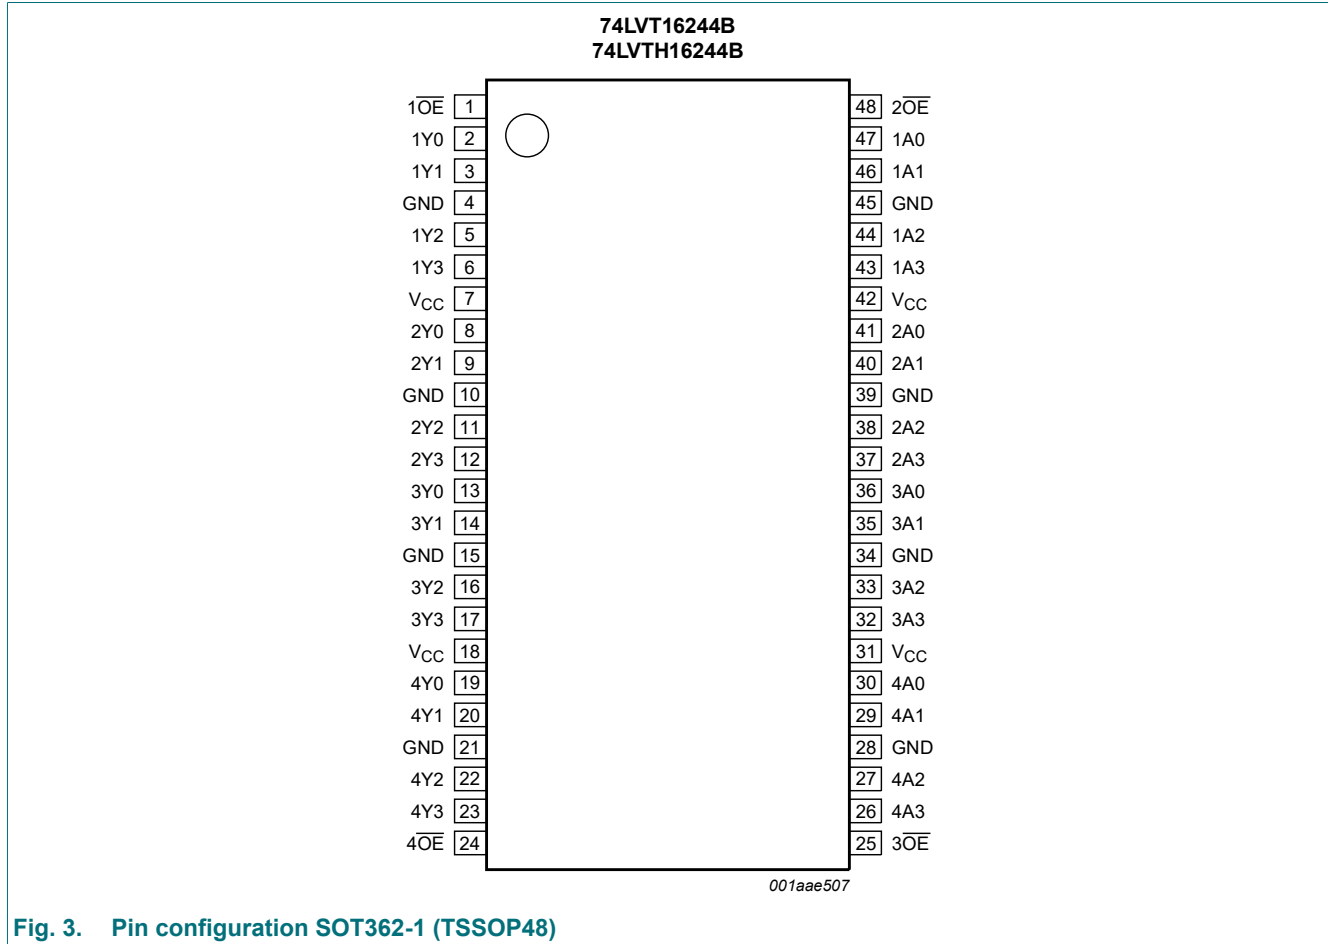 74LVT16244B
74LVTH16244B
1O̅E̅ 1 48 2O̅E̅
1Y0 2 47 1A0
1Y1 3 46 1A1
GND 4 45 GND
1Y2 5 44 1A2
1Y3 6 43 1A3
VCC 7 42 VCC
2Y0 8 41 2A0
2Y1 9 40 2A1
GND 10 39 GND
2Y2 11 38 2A2
2Y3 12 37 2A3
3Y0 13 36 3A0
3Y1 14 35 3A1
GND 15 34 GND
3Y2 16 33 3A2
3Y3 17 32 3A3
VCC 18 31 VCC
4Y0 19 30 4A0
4Y1 20 29 4A1
GND 21 28 GND
4Y2 22 27 4A2
4Y3 23 26 4A3
4O̅E̅ 24 25 3O̅E̅
001aae507
Fig. 3. Pin configuration SOT362-1 (TSSOP48)